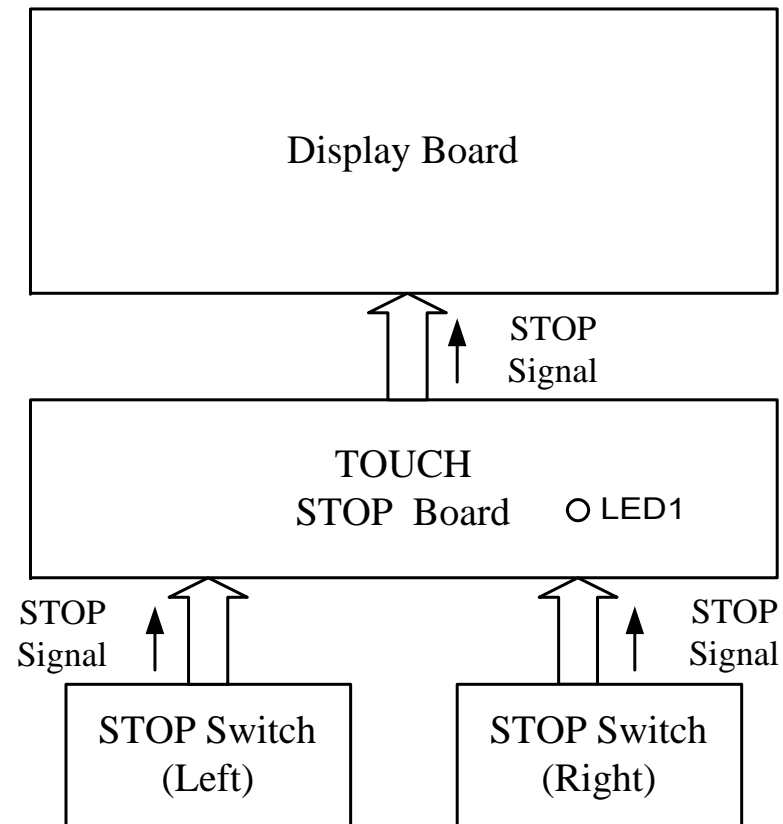 Display Board
STOP
Signal
TOUCH
STOP Board
LED1
STOP
Signal
STOP
Signal
STOP Switch
(Left)
STOP Switch
(Right)